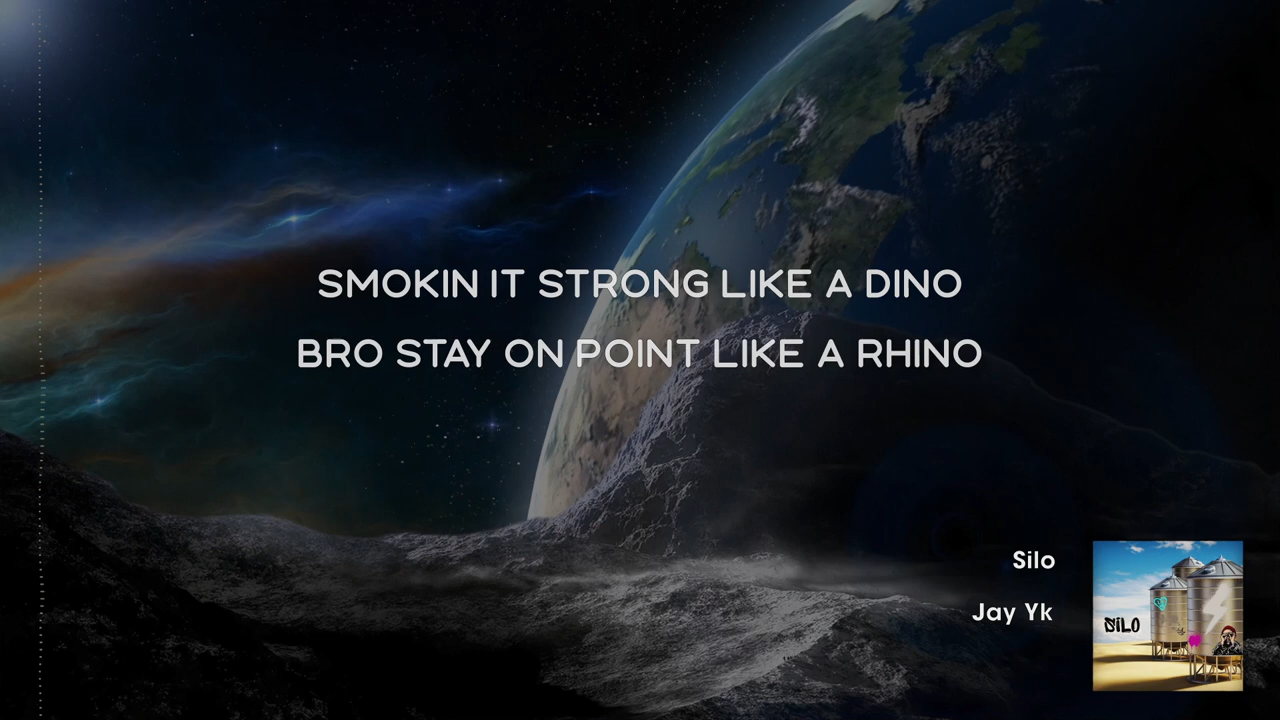 SMOKIN IT STRONG LIKE A DINO
BRO STAY ON POINT LIKE A RHINO
Silo
Jay Yk
SILO